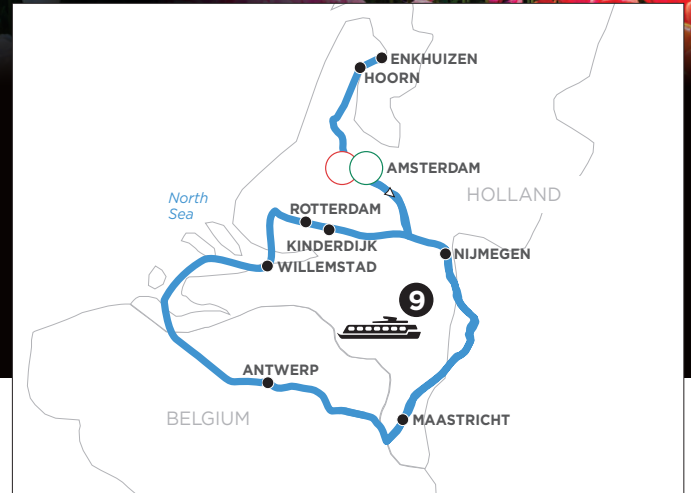 ENKHUIZEN
HOORN
AMSTERDAM
HOLLAND
North
Sea
ROTTERDAM
KINDERDIJK
NIJMEGEN
WILLEMSTAD
9
ANTWERP
BELGIUM
MAASTRICHT